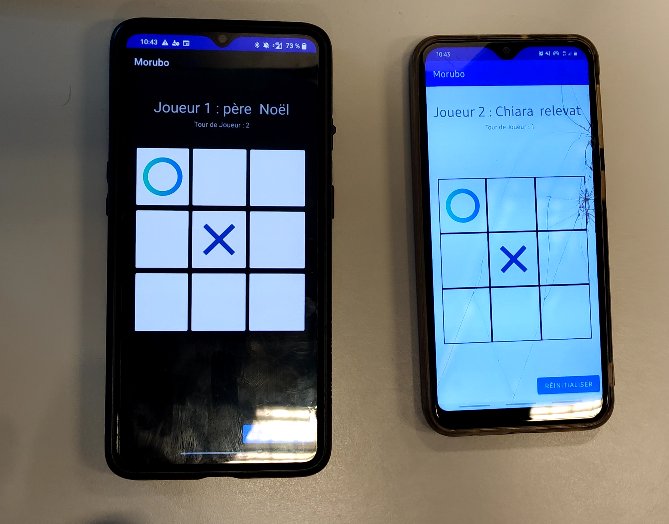 10:43 73 %
Morubo
Joueur 1 : père Noël
Tour de Joueur : 2
10:43
Morubo
Joueur 2 : Chiara relevat
Tour de Joueur :
RÉINITIALISER